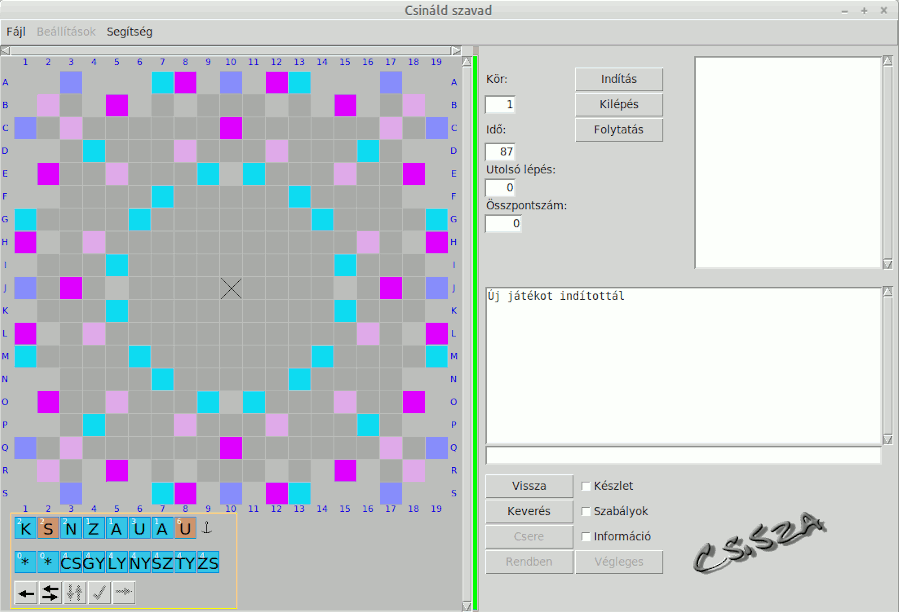 Csináld szavad
Fájl Beállítások Segítség
1 2 3 4 5 6 7 8 9 10 11 12 13 14 15 16 17 18 19
A A
B B
C C
D D
E E
F F
G G
H H
I I
J J
K K
L L
M M
N N
O O
P P
Q Q
R R
S S
1 2 3 4 5 6 7 8 9 10 11 12 13 14 15 16 17 18 19
K S N Z A U A U
* * CS GY LY NY SZ TY ZS
Kör:
1
Idő:
87
Utolsó lépés:
0
Összpontszám:
0
Indítás
Kilépés
Folytatás
Új játékot indítottál
Vissza Készlet
Keverés Szabályok
Csere Információ
Rendben Végleges
CS.SZA